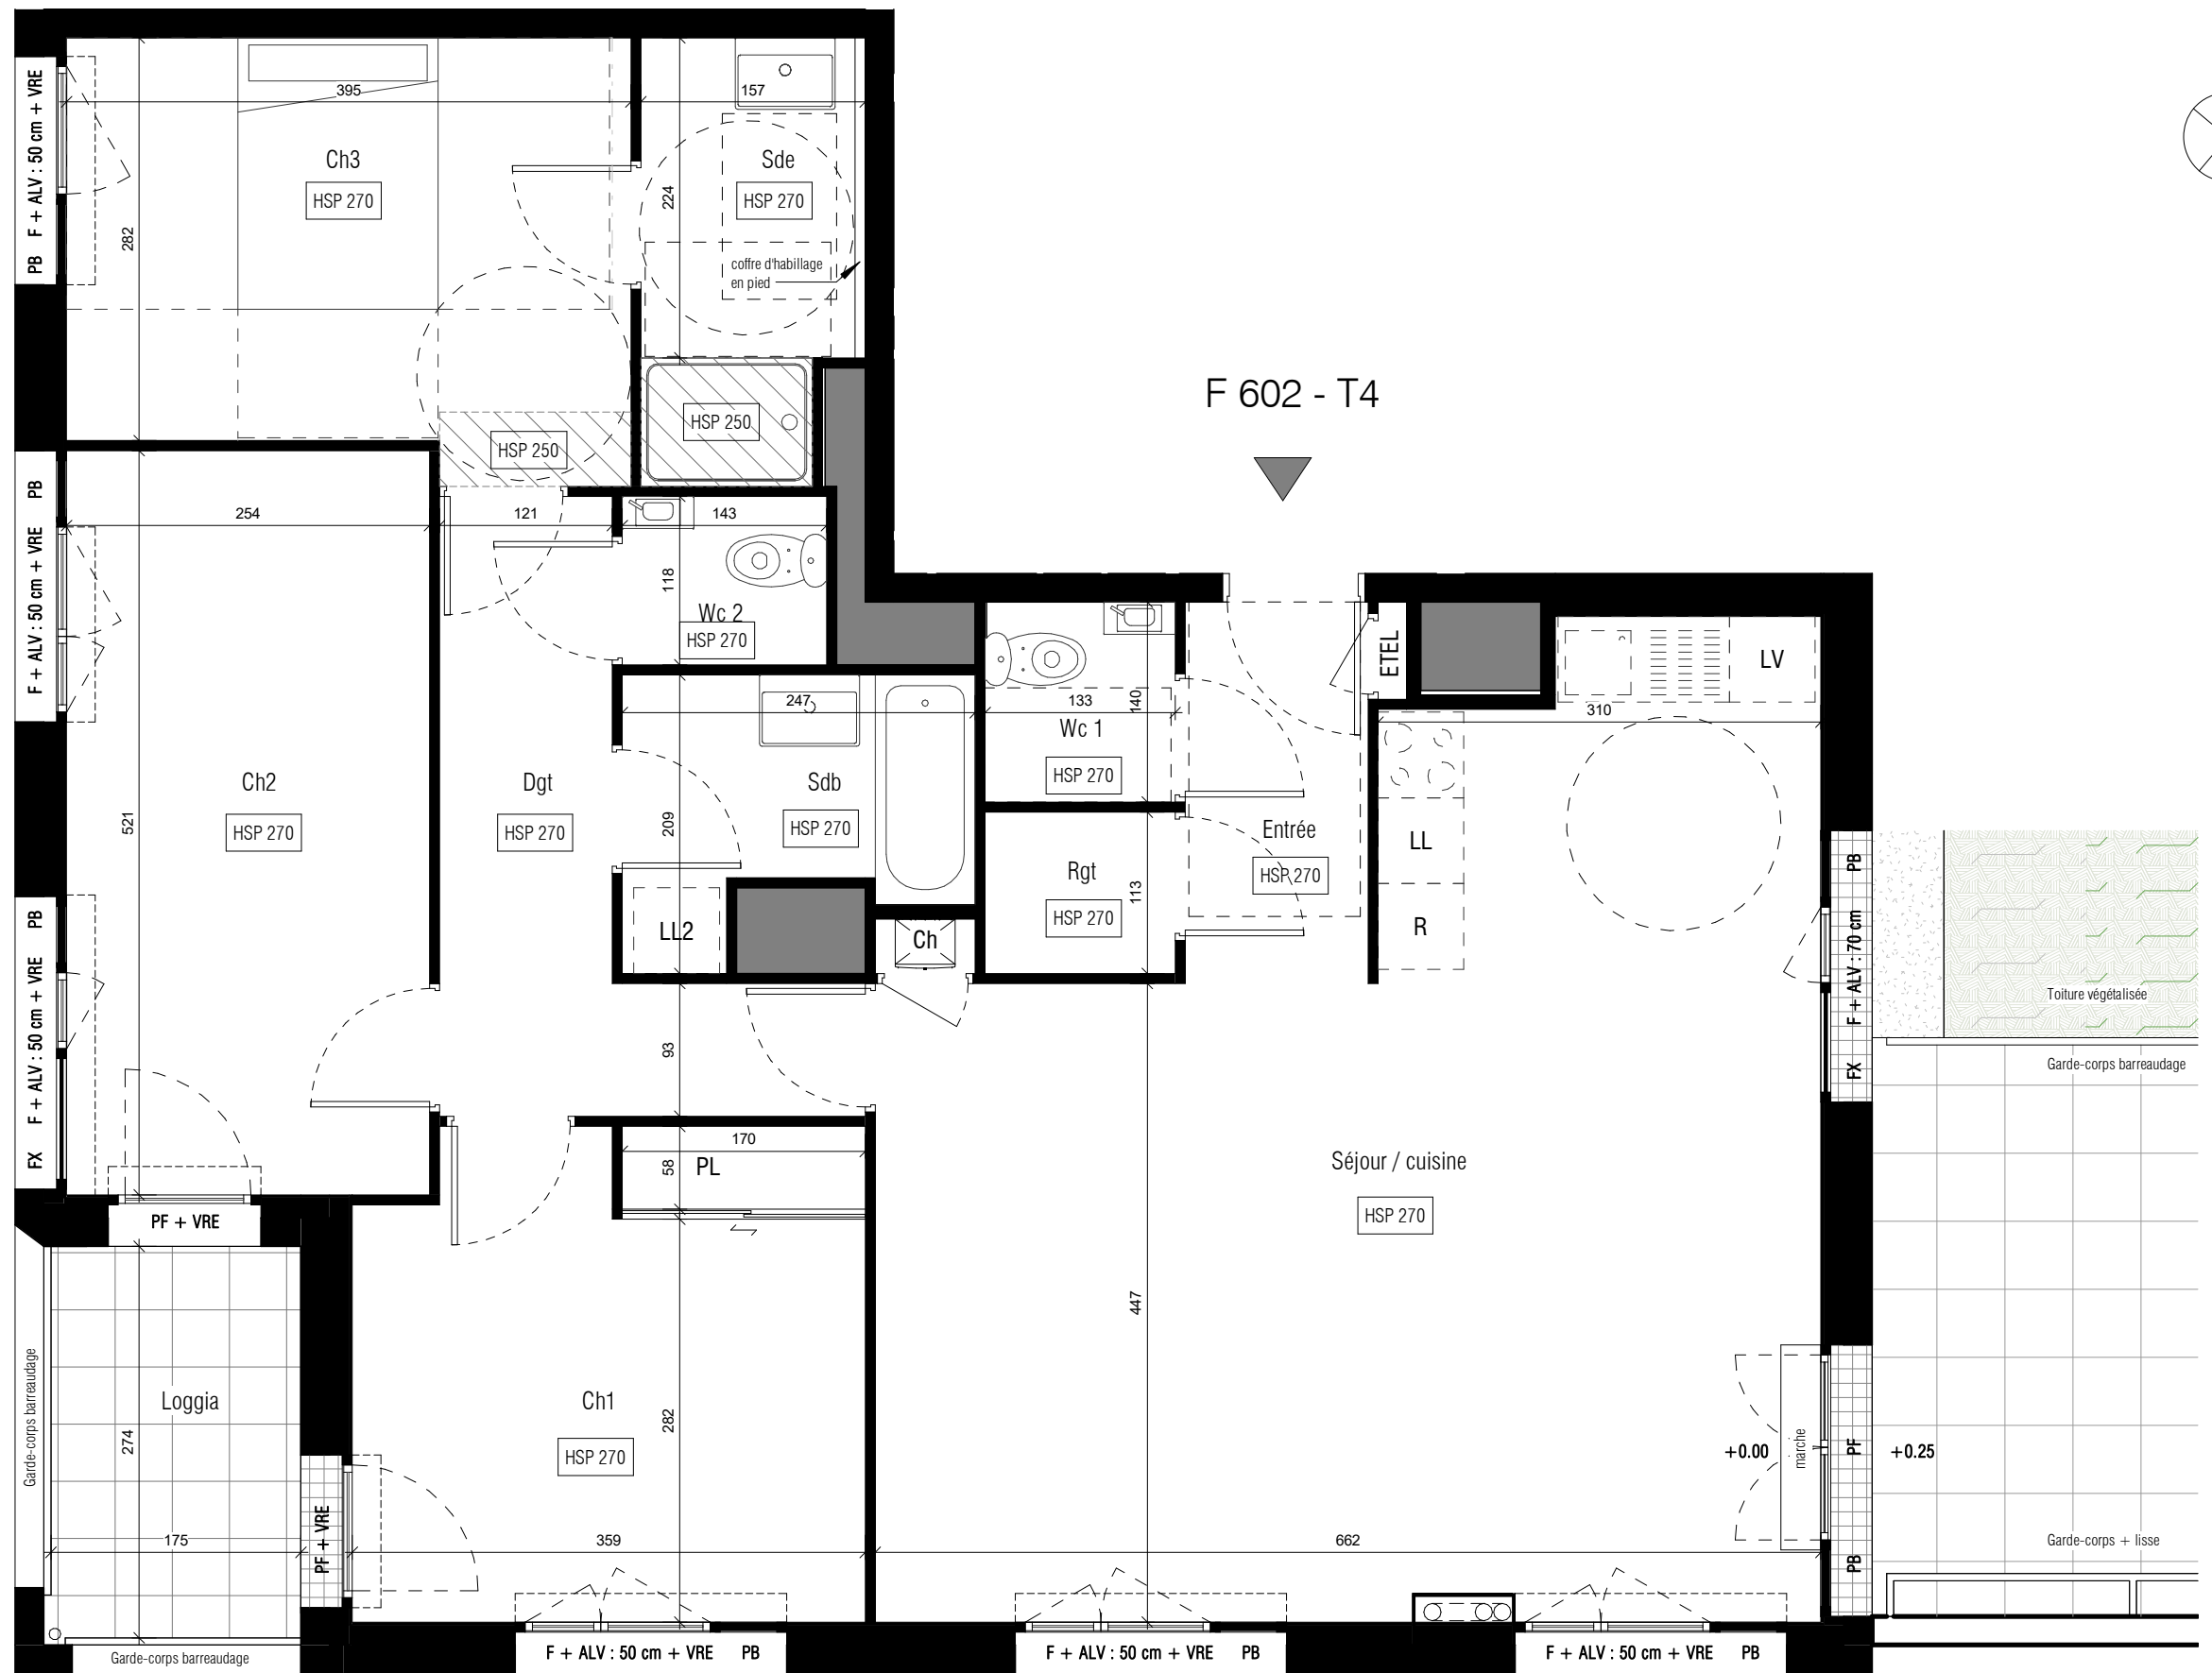 F 602 - T4
PB F + ALV : 50 cm + VRE
395
157
Ch3
HSP 270
282
224
Sde
HSP 270
coffre d'habillage
en pied
HSP 250
HSP 250
F + ALV : 50 cm + VRE PB
254
121
143
118
Wc 2
HSP 270
ETEL
LV
310
247
133
140
Wc 1
HSP 270
Ch2
HSP 270
521
Dgt
HSP 270
209
Sdb
HSP 270
Entrée
HSP 270
LL
R
Rgt
HSP 270
113
LL2
Ch
FX F + ALV : 50 cm + VRE PB
FX F + ALV : 70 cm PB
Toiture végétalisée
Garde-corps barreaudage
93
170
58
PL
Séjour / cuisine
HSP 270
PF + VRE
447
Garde-corps barreaudage
Loggia
274
Ch1
HSP 270
282
+0.00
marche
PF
+0.25
PB
PF + VRE
175
359
662
Garde-corps + lisse
Garde-corps barreaudage
F + ALV : 50 cm + VRE PB
F + ALV : 50 cm + VRE PB
F + ALV : 50 cm + VRE PB